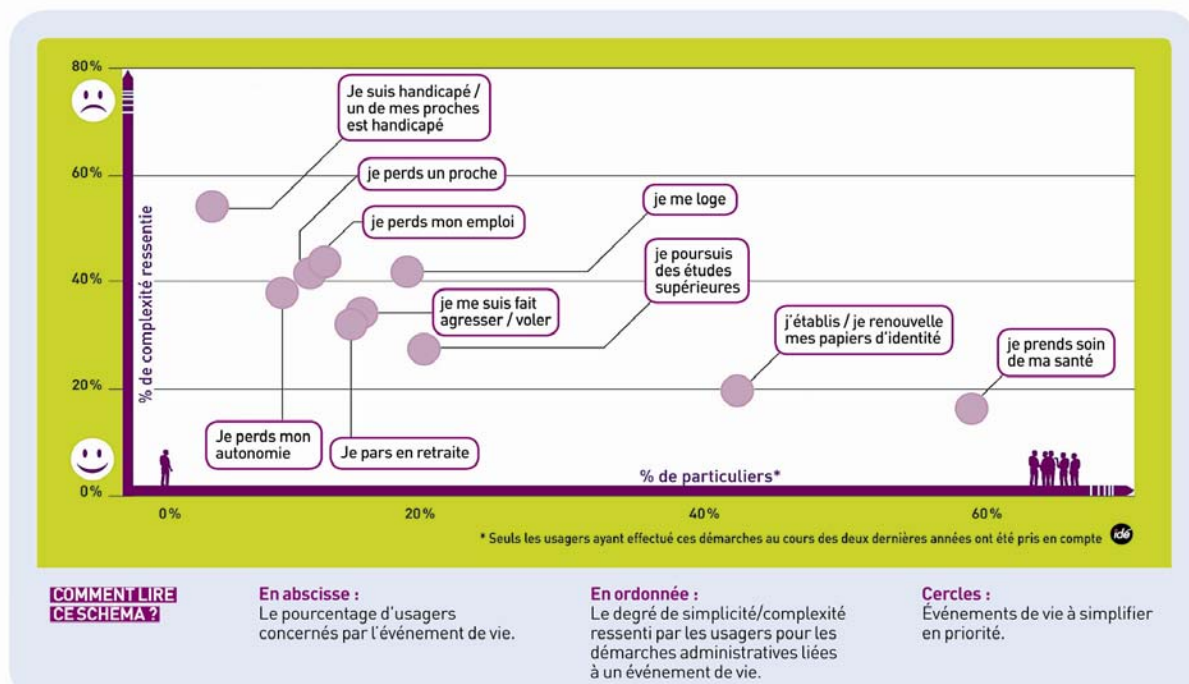 80 %
60 %
40 %
20 %
0 %
% de complexité ressentie
Je suis handicapé /
un de mes proches
est handicapé
je perds un proche
je perds mon emploi
je me loge
je poursuis
des études
supérieures
je me suis fait
agresser / voler
j'établis / je renouvelle
mes papiers d'identité
je prends soin
de ma santé
Je perds mon
autonomie
Je pars en retraite
% de particuliers*
0 %
20 %
40 %
60 %
* Seuls les usagers ayant effectué ces démarches au cours des deux dernières années ont été pris en compte
idé
COMMENT LIRE
CE SCHEMA ?
En abscisse :
Le pourcentage d'usagers
concernés par l'événement de vie.
En ordonnée :
Le degré de simplicité/complexité
ressenti par les usagers pour les
démarches administratives liées
à un événement de vie.
Cercles :
Événements de vie à simplifier
en priorité.